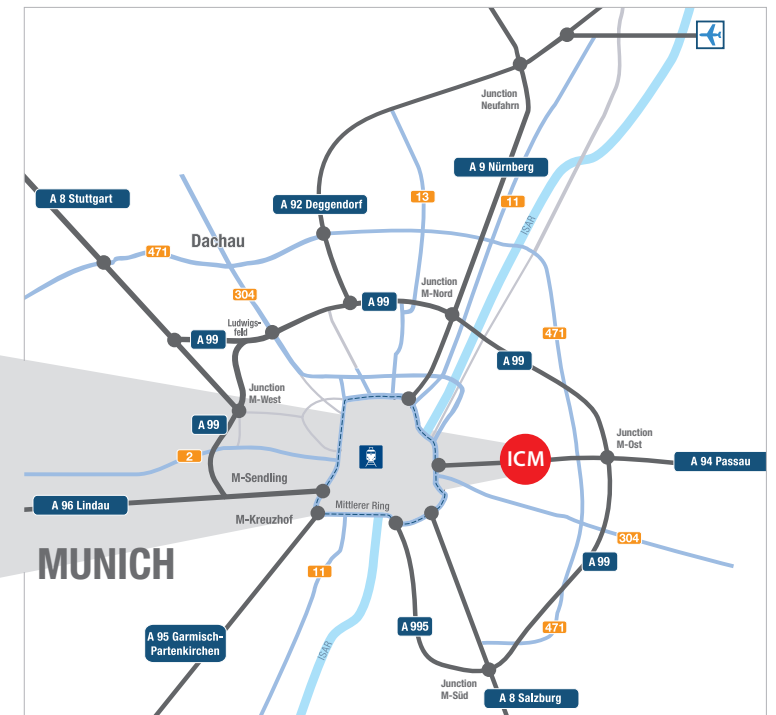 Junction
Neufahrn
A 9 Nürnberg
A 8 Stuttgart
A 92 Deggendorf
13
11
ISAR
Dachau
471
304
Junction
M-Nord
A 99
Ludwigs-
feld
A 99
471
A 99
Junction
M-West
A 99
Junction
M-Ost
2
ICM
A 94 Passau
M-Sendling
A 96 Lindau
Mittlerer Ring
M-Kreuzhof
304
MUNICH
A 99
11
A 95 Garmisch-
Partenkirchen
A 995
471
ISAR
Junction
M-Süd
A 8 Salzburg